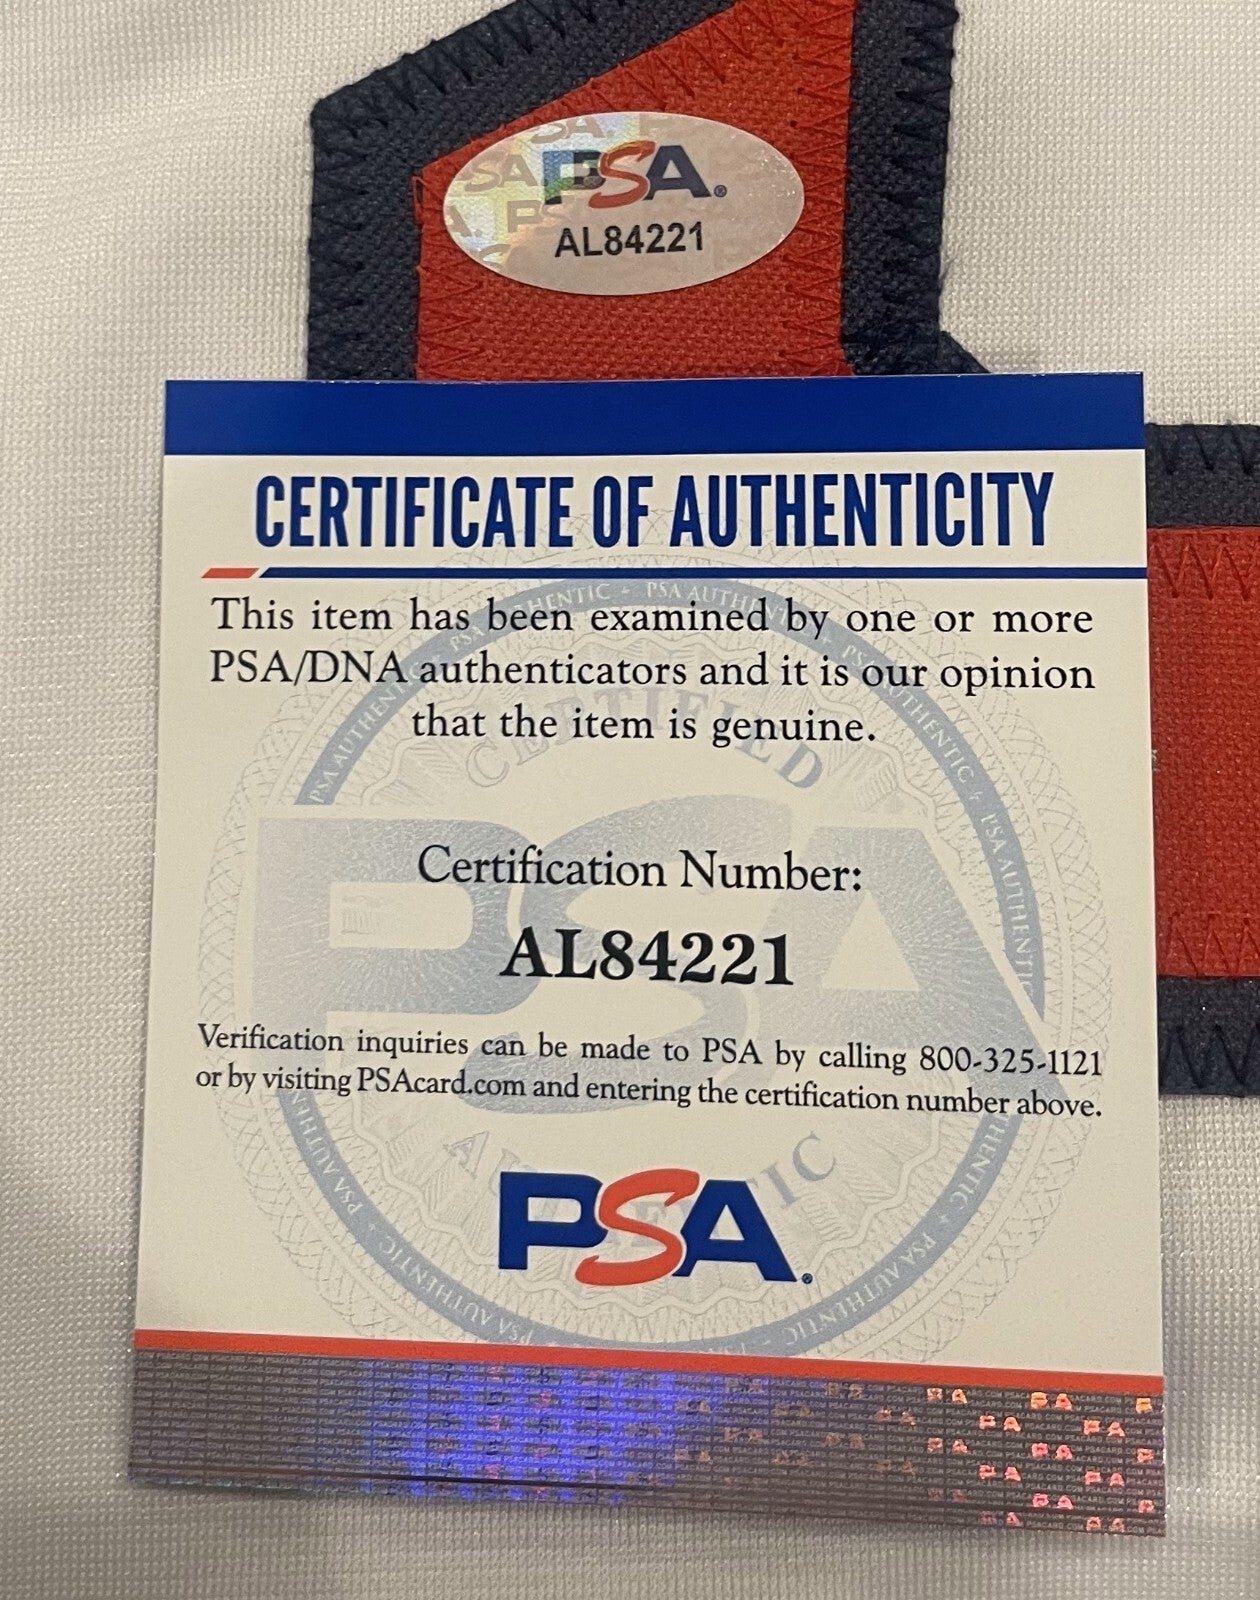 PSA®
AL84221
CERTIFICATE OF AUTHENTICITY
This item has been examined by one or more
PSA/DNA authenticators and it is our opinion
that the item is genuine.
CERTIFIED
Certification Number:
AL84221
Verification inquiries can be made to PSA by calling 800-325-1121
or by visiting PSAcard.com and entering the certification number above.
PSA®